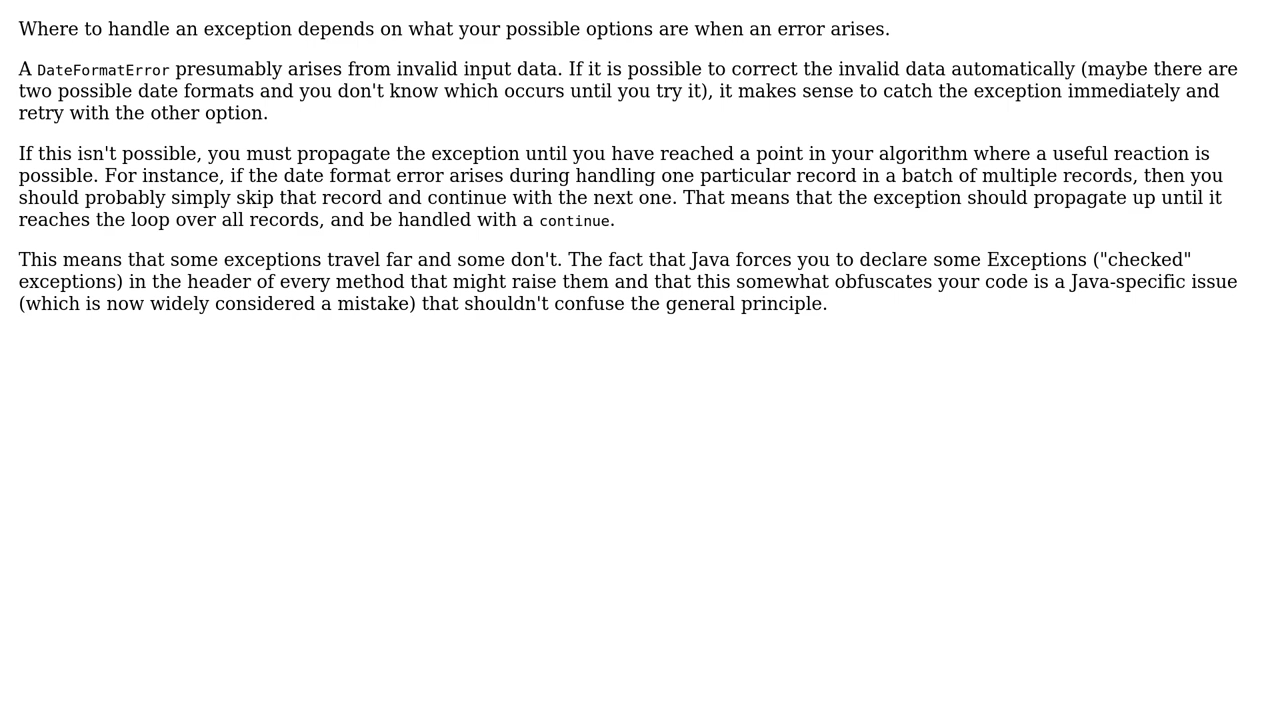 Where to handle an exception depends on what your possible options are when an error arises.
A DateFormatError presumably arises from invalid input data. If it is possible to correct the invalid data automatically (maybe there are
two possible date formats and you don't know which occurs until you try it), it makes sense to catch the exception immediately and
retry with the other option.
If this isn't possible, you must propagate the exception until you have reached a point in your algorithm where a useful reaction is
possible. For instance, if the date format error arises during handling one particular record in a batch of multiple records, then you
should probably simply skip that record and continue with the next one. That means that the exception should propagate up until it
reaches the loop over all records, and be handled with a continue.
This means that some exceptions travel far and some don't. The fact that Java forces you to declare some Exceptions ("checked"
exceptions) in the header of every method that might raise them and that this somewhat obfuscates your code is a Java-specific issue
(which is now widely considered a mistake) that shouldn't confuse the general principle.